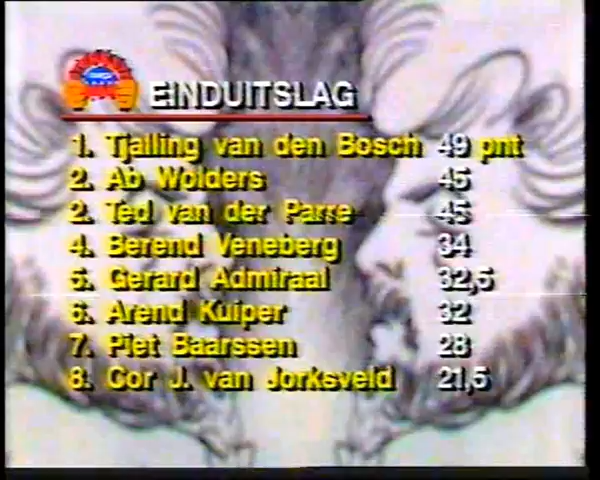 EINDUITSLAG
1. Tjalling van den Bosch 49 pnt
2. Ab Wolders 45
2. Ted van der Parre 45
4. Berend Veneberg 34
5. Gerard Admiraal 32,5
6. Arend Kuiper 32
7. Piet Baarssen 28
8. Cor J. van Jorksveld 21,5